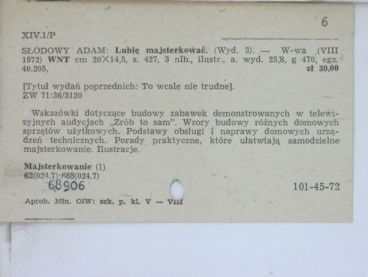 6
XIV.1/P
SŁODOWY ADAM: Lubię majsterkować. (Wyd. 3). — W-wa (VIII
1972) WNT cm 20×14,5, s. 427, 3 nlb., ilustr., a. wyd. 25,8, g 470, egz.
40.205, zł 30,00
[Tytuł wydań poprzednich: To wcale nie trudne].
ZW 71:36/3120
Wskazówki dotyczące budowy zabawek demonstrowanych w telewi-
zyjnych audycjach „Zrób to sam”. Wzory budowy różnych domowych
sprzętów użytkowych. Podstawy obsługi i naprawy domowych urzą-
dzeń technicznych. Porady praktyczne, które ułatwiają samodzielne
majsterkowanie. Ilustracje.
Majsterkowanie (1)
62(024.7):688(024.7)
68906 101-45-72
Aprob. Min. OiW: szk. p. kl. V — VIII